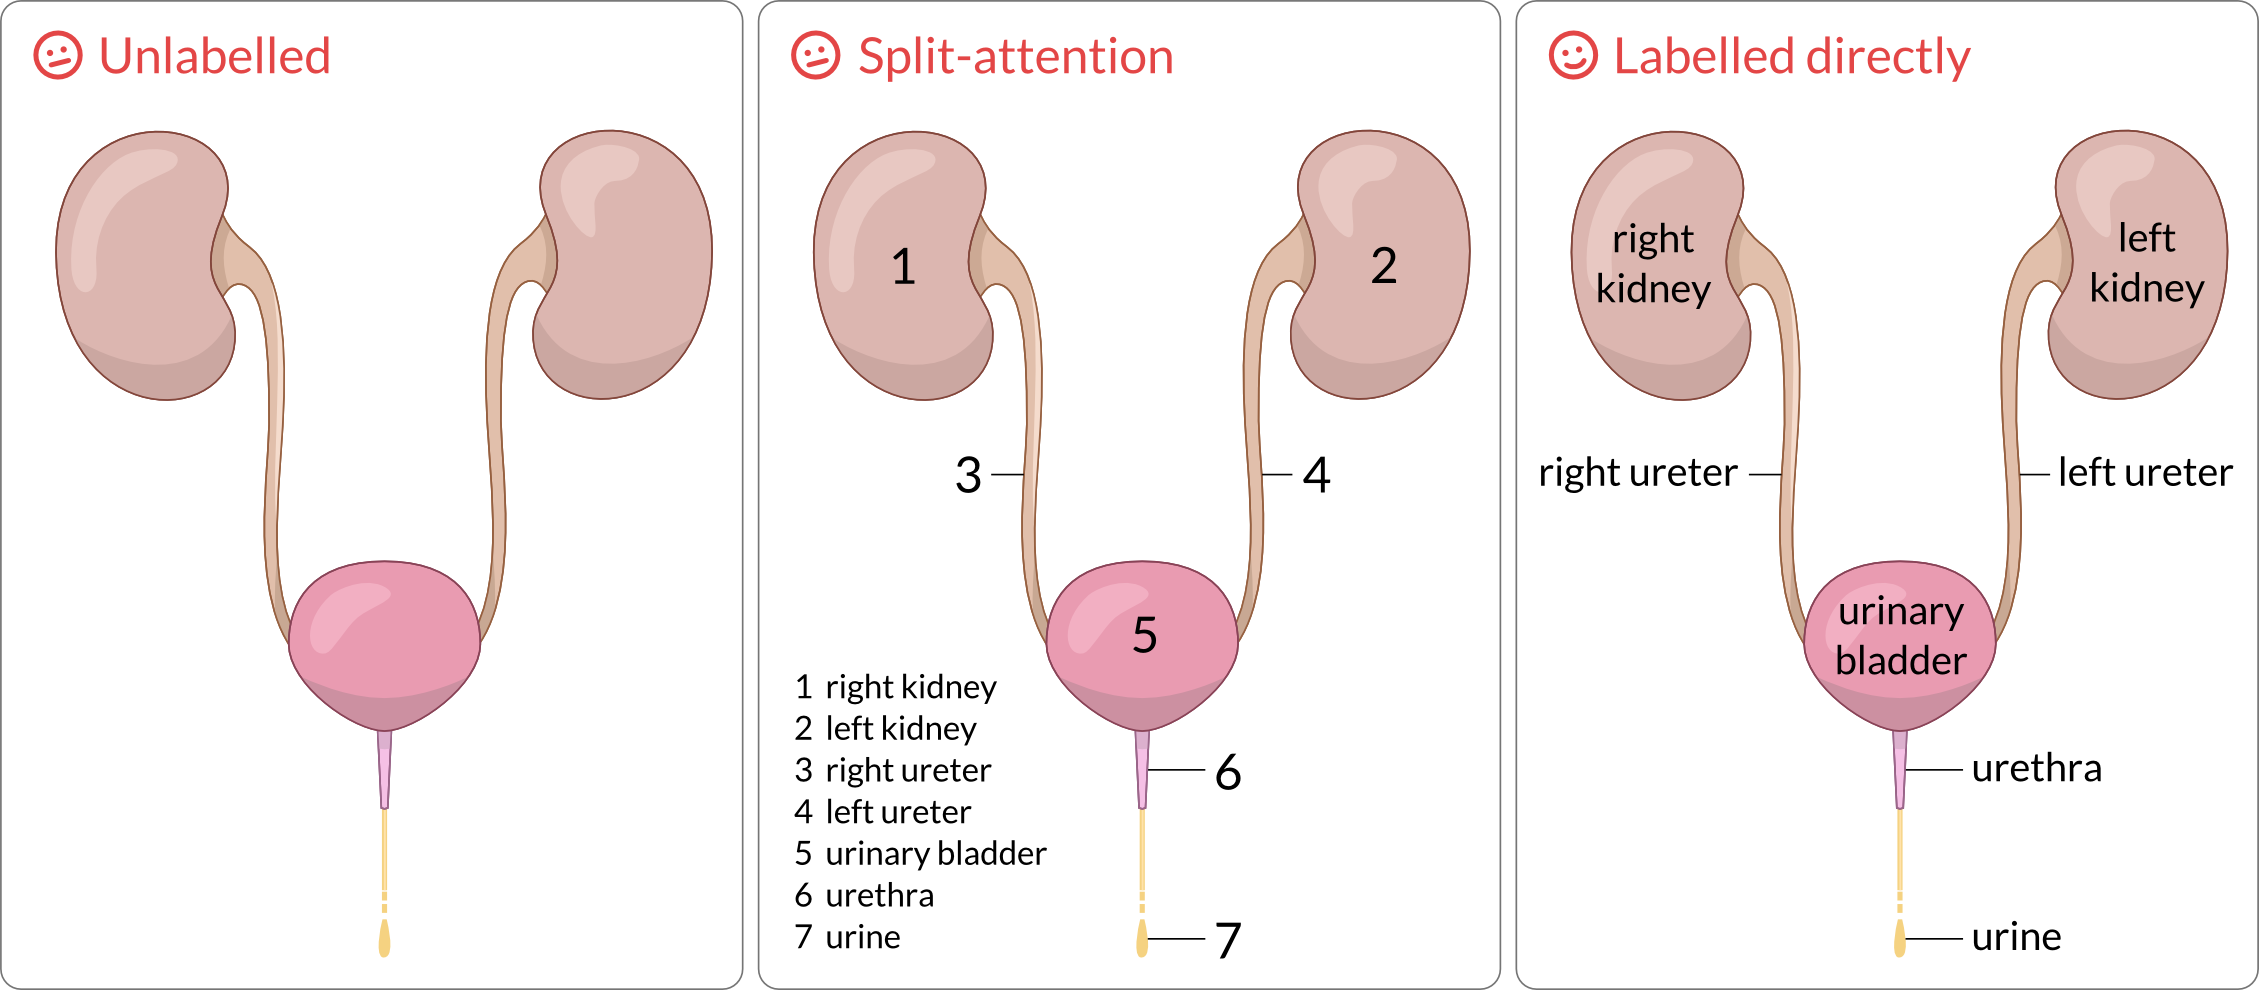 Unlabelled
Split-attention
1
2
3
4
5
6
7
1 right kidney
2 left kidney
3 right ureter
4 left ureter
5 urinary bladder
6 urethra
7 urine
Labelled directly
right
kidney
left
kidney
right ureter
left ureter
urinary
bladder
urethra
urine